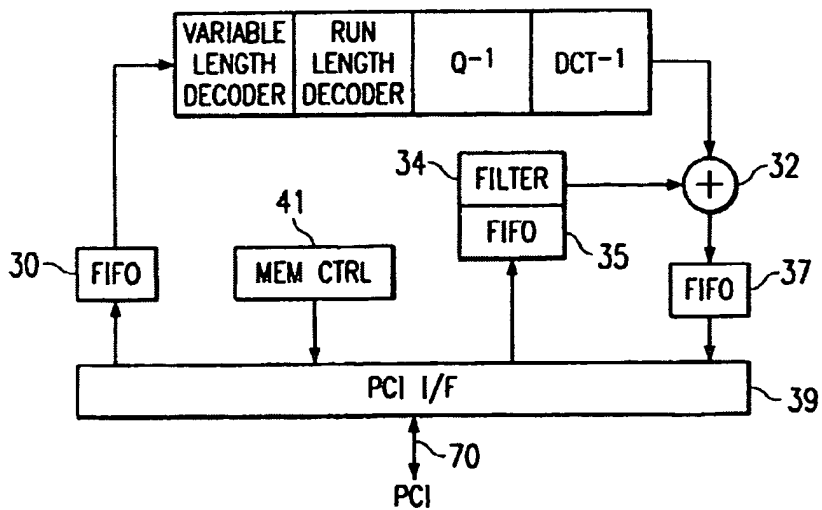 VARIABLE LENGTH DECODER
RUN LENGTH DECODER
Q-1
DCT-1
34
FILTER
32
+
41
FIFO
35
30
FIFO
MEM CTRL
FIFO
37
PCI I/F
39
70
PCI